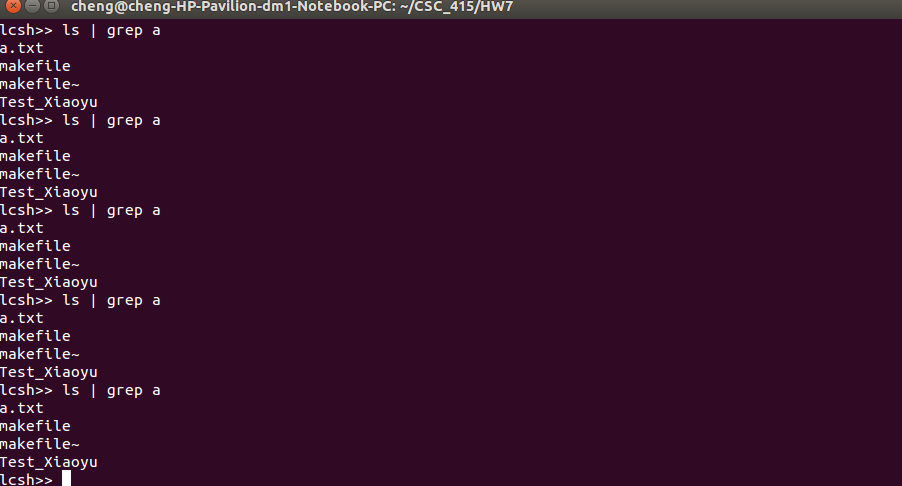 cheng@cheng-HP-Pavilion-dm1-Notebook-PC: ~/CSC_415/HW7
lcsh>> ls | grep a
a.txt
makefile
makefile~
Test_Xiaoyu
lcsh>> ls | grep a
a.txt
makefile
makefile~
Test_Xiaoyu
lcsh>> ls | grep a
a.txt
makefile
makefile~
Test_Xiaoyu
lcsh>> ls | grep a
a.txt
makefile
makefile~
Test_Xiaoyu
lcsh>> ls | grep a
a.txt
makefile
makefile~
Test_Xiaoyu
lcsh>>